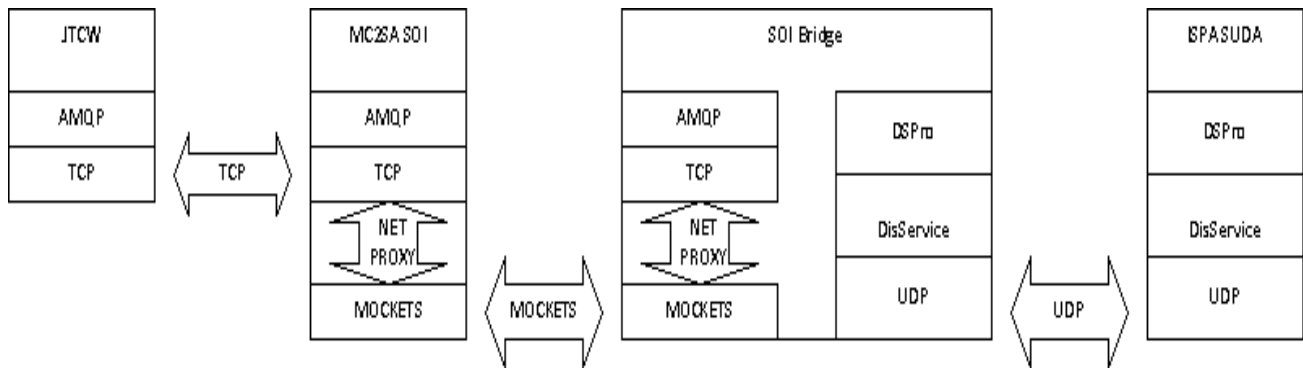 JTCW
AMQP
TCP
TCP
MC2SA SOI
AMQP
TCP
NET
PROXY
MOCKETS
MOCKETS
SOI Bridge
AMQP
TCP
NET
PROXY
MOCKETS
DSPro
DisService
UDP
UDP
ISPASUDA
DSPro
DisService
UDP